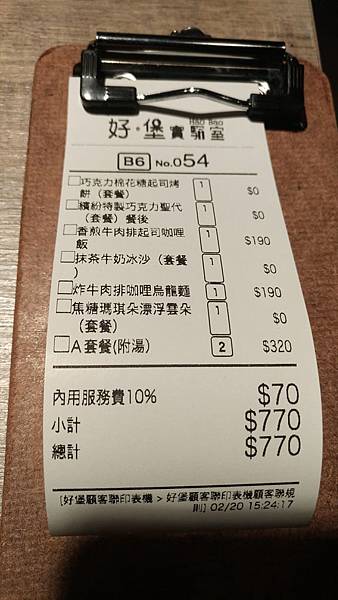 好·堡實驗室
Hao Bao
B6 No.054
巧克力棉花糖起司烤 1 $0
餅（套餐）
繽紛特製巧克力聖代 1 $0
（套餐）餐後
香煎牛肉排起司咖哩 1 $190
飯
抹茶牛奶冰沙（套餐 1 $0
）
炸牛肉排咖哩烏龍麵 1 $190
焦糖瑪琪朵漂浮雲朵 1 $0
（套餐）
A套餐(附湯) 2 $320
內用服務費10% $70
小計 $770
總計 $770
[好堡顧客聯印表機 > 好堡顧客聯印表機顧客聯規
則] 02/20 15:24:17